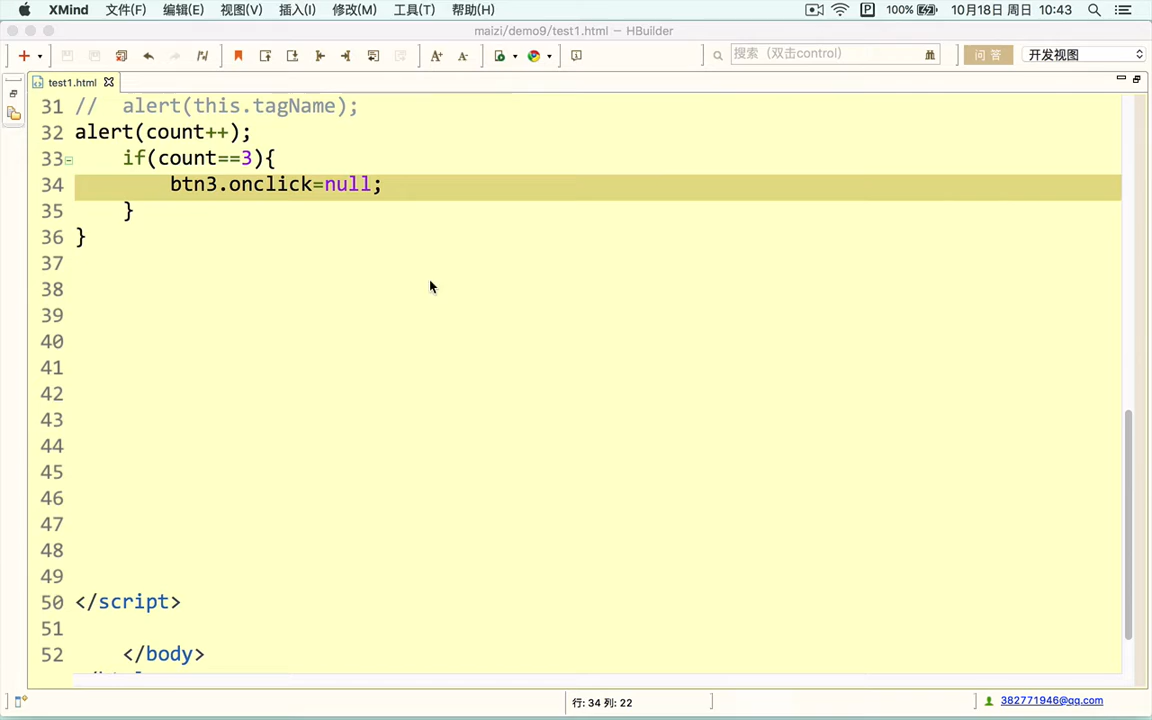 XMind 文件(F) 编辑(E) 视图(V) 插入(I) 修改(M) 工具(T) 帮助(H) 100% 10月18日 周日 10:43
maizi/demo9/test1.html — HBuilder
搜索（双击control） 问 答 开发视图
test1.html
31 // alert(this.tagName);
32 alert(count++);
33 if(count==3){
34 btn3.onclick=null;
35 }
36 }
37
38
39
40
41
42
43
44
45
46
47
48
49
50 </script>
51
52 </body>
行: 34 列: 22
382771946@qq.com